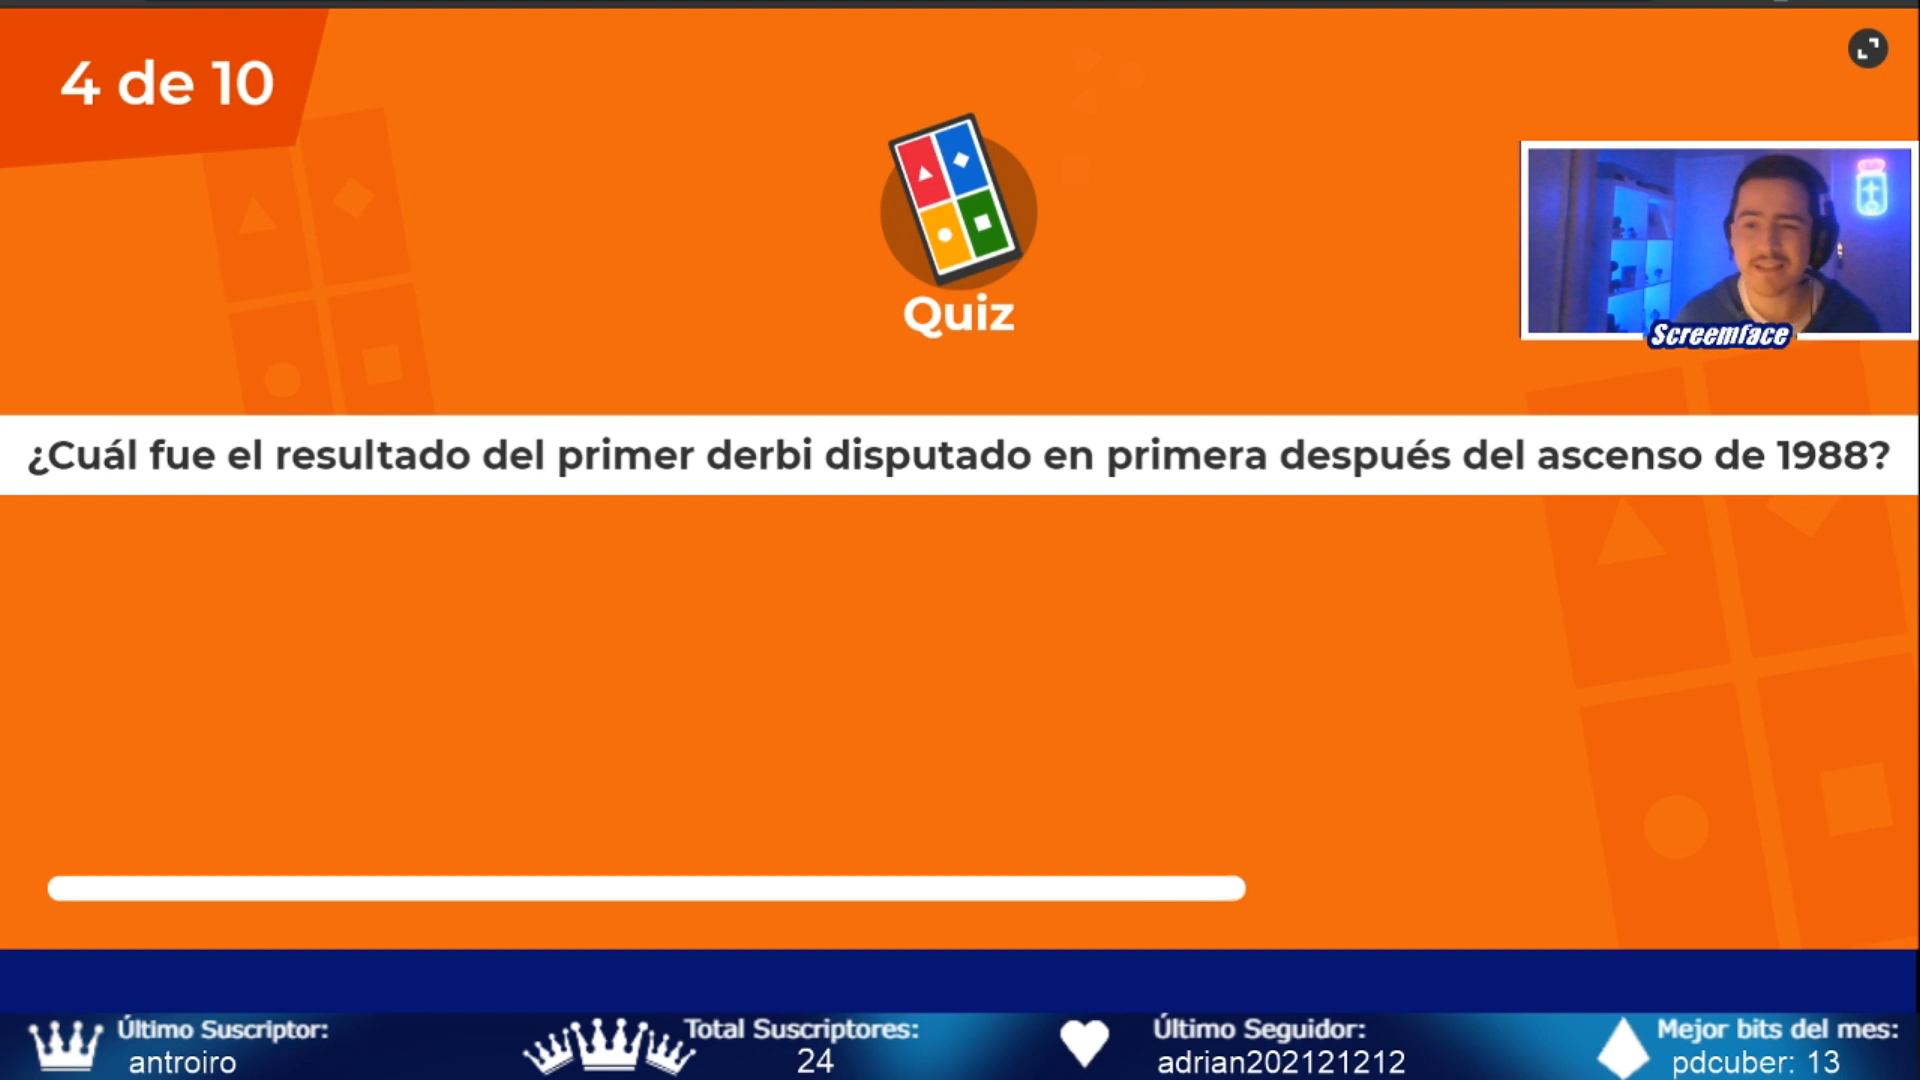 4 de 10
Quiz
Screemface
¿Cuál fue el resultado del primer derbi disputado en primera después del ascenso de 1988?
Último Suscriptor:
antroiro
Total Suscriptores:
24
Último Seguidor:
adrian202121212
Mejor bits del mes:
pdcuber: 13